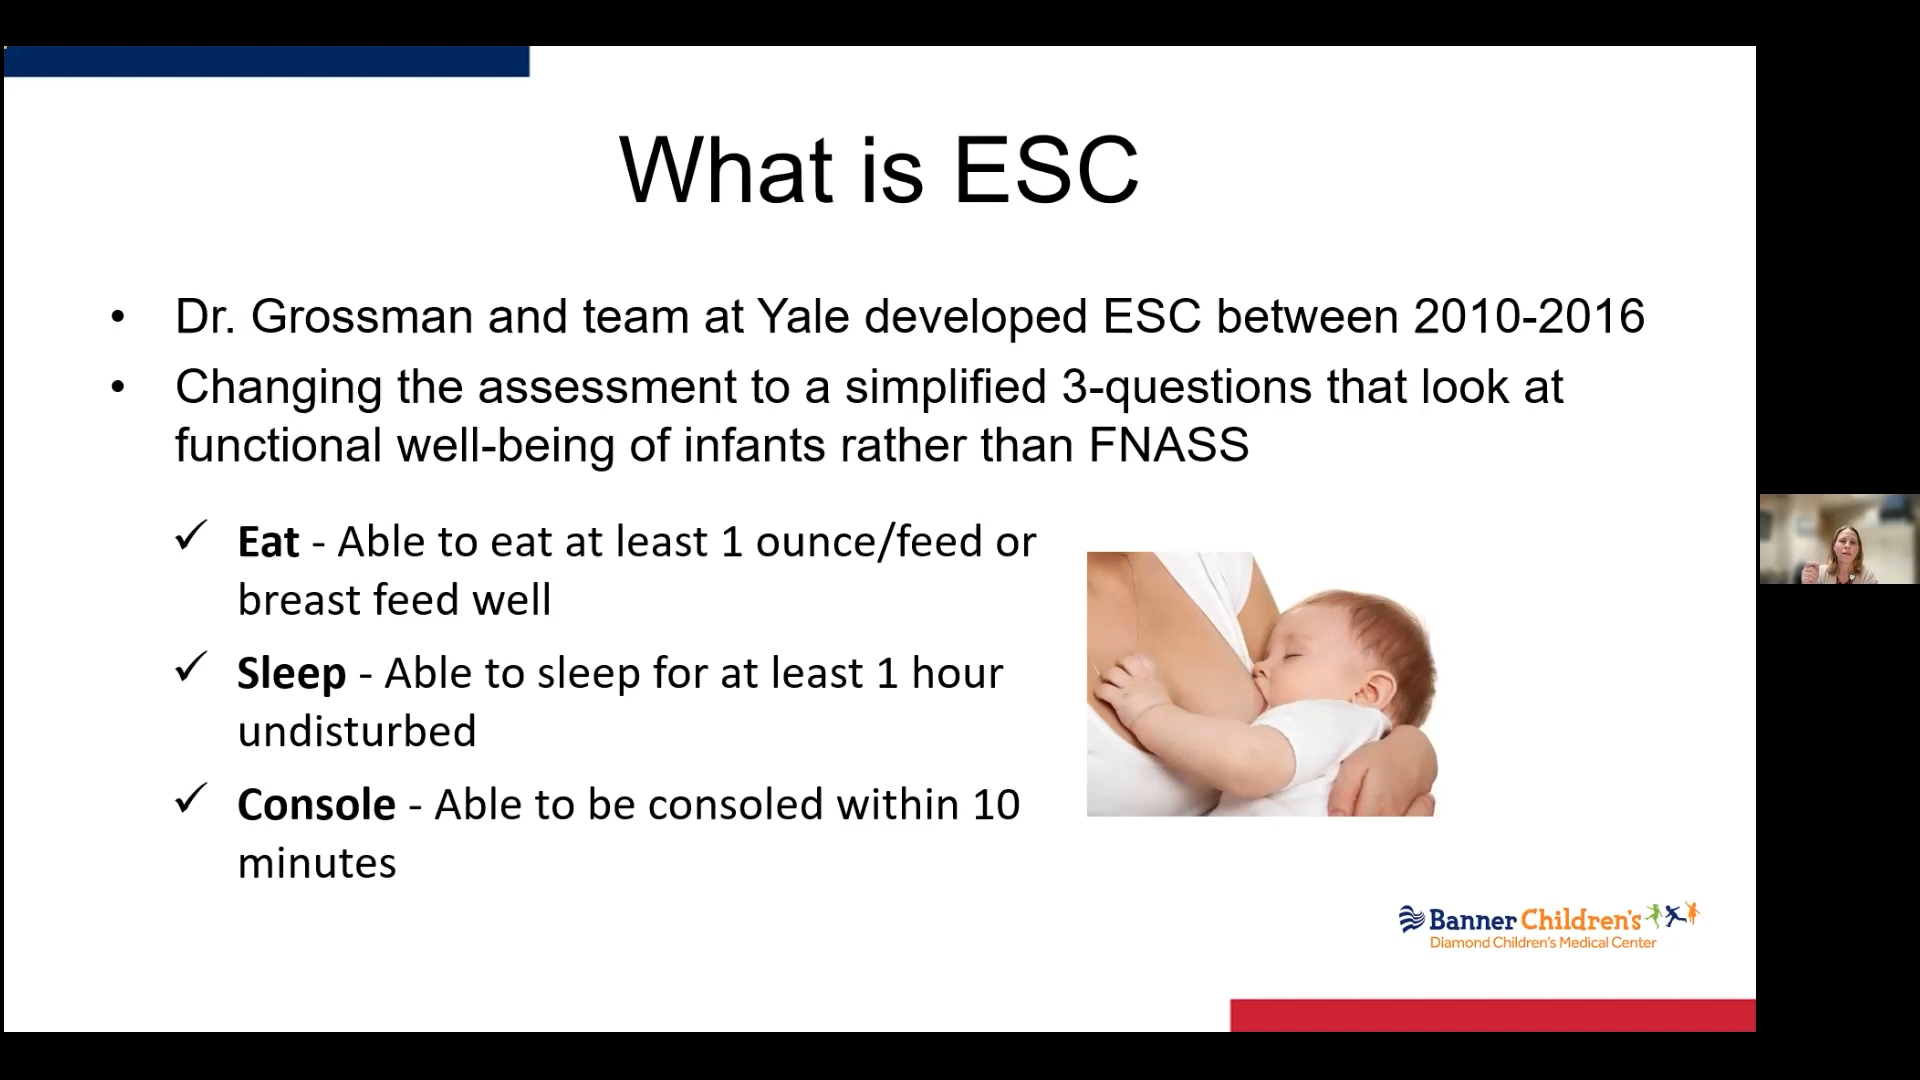 What is ESC
• Dr. Grossman and team at Yale developed ESC between 2010-2016
• Changing the assessment to a simplified 3-questions that look at
functional well-being of infants rather than FNASS
✓ Eat - Able to eat at least 1 ounce/feed or
breast feed well
✓ Sleep - Able to sleep for at least 1 hour
undisturbed
✓ Console - Able to be consoled within 10
minutes
Banner Children's
Diamond Children's Medical Center